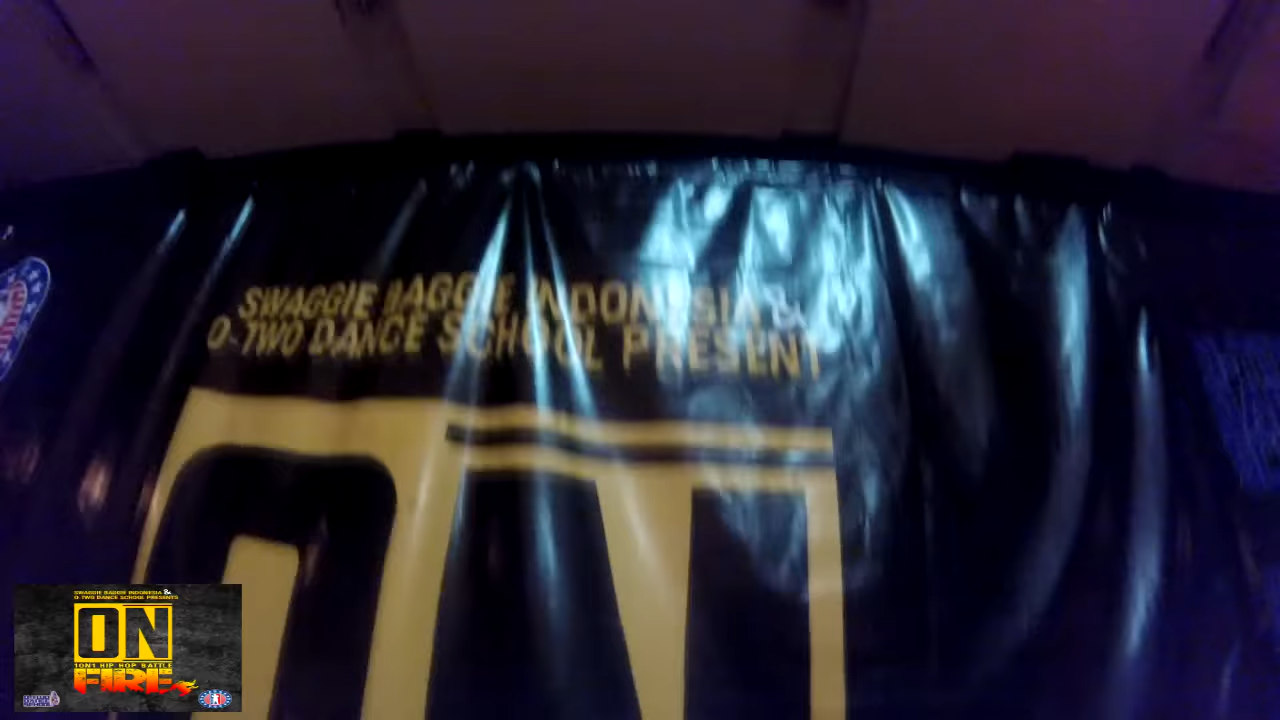 SWAGGIE BAGGIE INDONESIA &
O-TWO DANCE SCHOOL PRESENT
ON
SWAGGIE BAGGIE INDONESIA &
O-TWO DANCE SCHOOL PRESENTS
ON
1ON1 HIP HOP BATTLE
FIRE